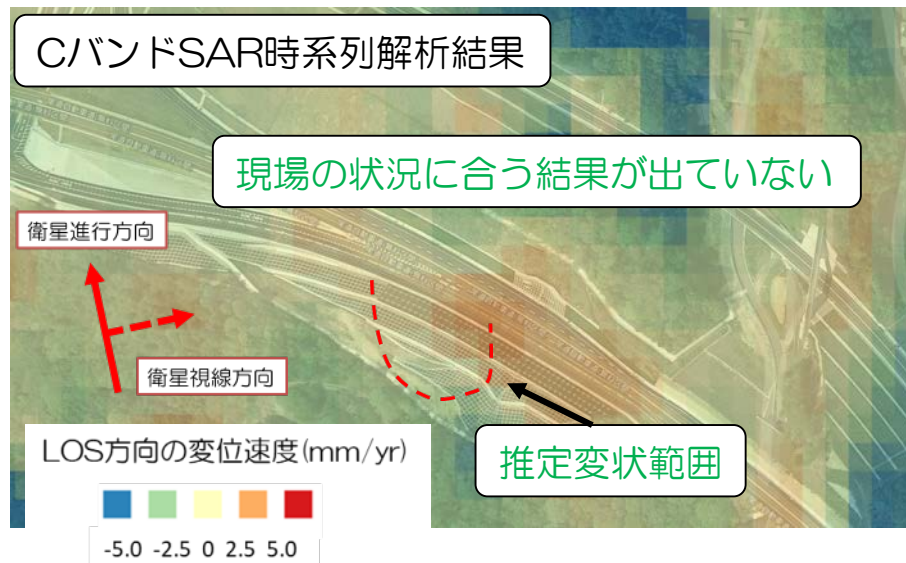 CバンドSAR時系列解析結果
現場の状況に合う結果が出ていない
衛星進行方向
衛星視線方向
推定変状範囲
LOS方向の変位速度(mm/yr)
-5.0 -2.5 0 2.5 5.0